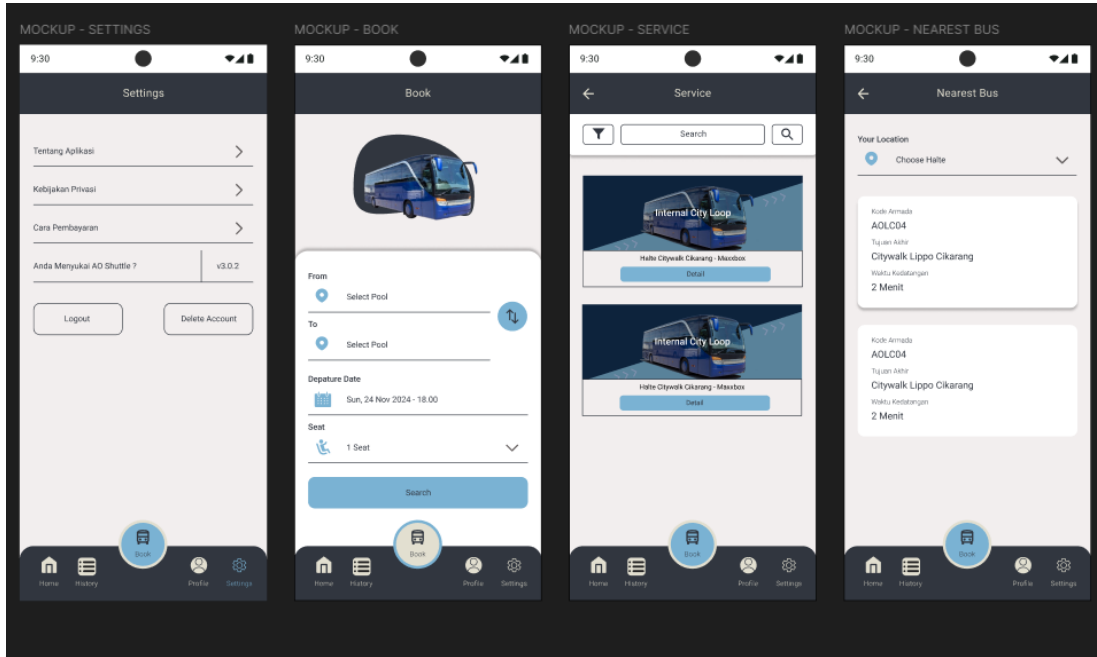 MOCKUP - SETTINGS
9:30
Settings
Tentang Aplikasi
Kebijakan Privasi
Cara Pembayaran
Anda Menyukai AO Shuttle ?
v3.0.2
Logout
Delete Account
Book
Home
History
Profile
Settings
MOCKUP - BOOK
9:30
Book
From
Select Pool
To
Select Pool
Depature Date
Sun, 24 Nov 2024 - 18.00
Seat
1 Seat
Search
Book
Home
History
Profile
Settings
MOCKUP - SERVICE
9:30
Service
Search
Internal City Loop
Halte Citywalk Cikarang - Maxxbox
Detail
Internal City Loop
Halte Citywalk Cikarang - Maxxbox
Detail
Book
Home
History
Profile
Settings
MOCKUP - NEAREST BUS
9:30
Nearest Bus
Your Location
Choose Halte
Kode Armada
AOLC04
Tujuan Akhir
Citywalk Lippo Cikarang
Waktu Kedatangan
2 Menit
Kode Armada
AOLC04
Tujuan Akhir
Citywalk Lippo Cikarang
Waktu Kedatangan
2 Menit
Book
Home
History
Profile
Settings